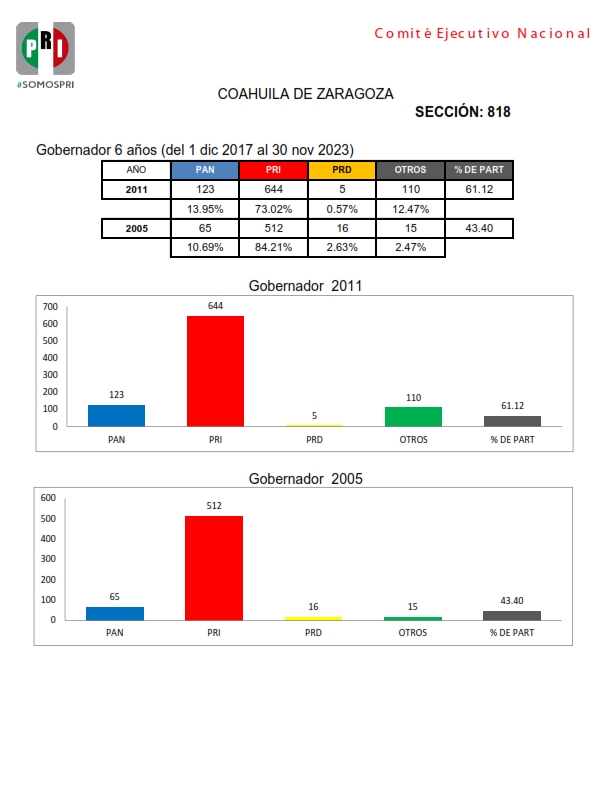 PRI
#SOMOSPRI
Comité Ejecutivo Nacional
COAHUILA DE ZARAGOZA
SECCIÓN: 818
Gobernador 6 años (del 1 dic 2017 al 30 nov 2023)
AÑO PAN PRI PRD OTROS % DE PART
2011 123 644 5 110 61.12
13.95% 73.02% 0.57% 12.47%
2005 65 512 16 15 43.40
10.69% 84.21% 2.63% 2.47%
Gobernador 2011
700
600
500
400
300
200
100
0
123
644
5
110
61.12
PAN PRI PRD OTROS % DE PART
Gobernador 2005
600
500
400
300
200
100
0
65
512
16
15
43.40
PAN PRI PRD OTROS % DE PART